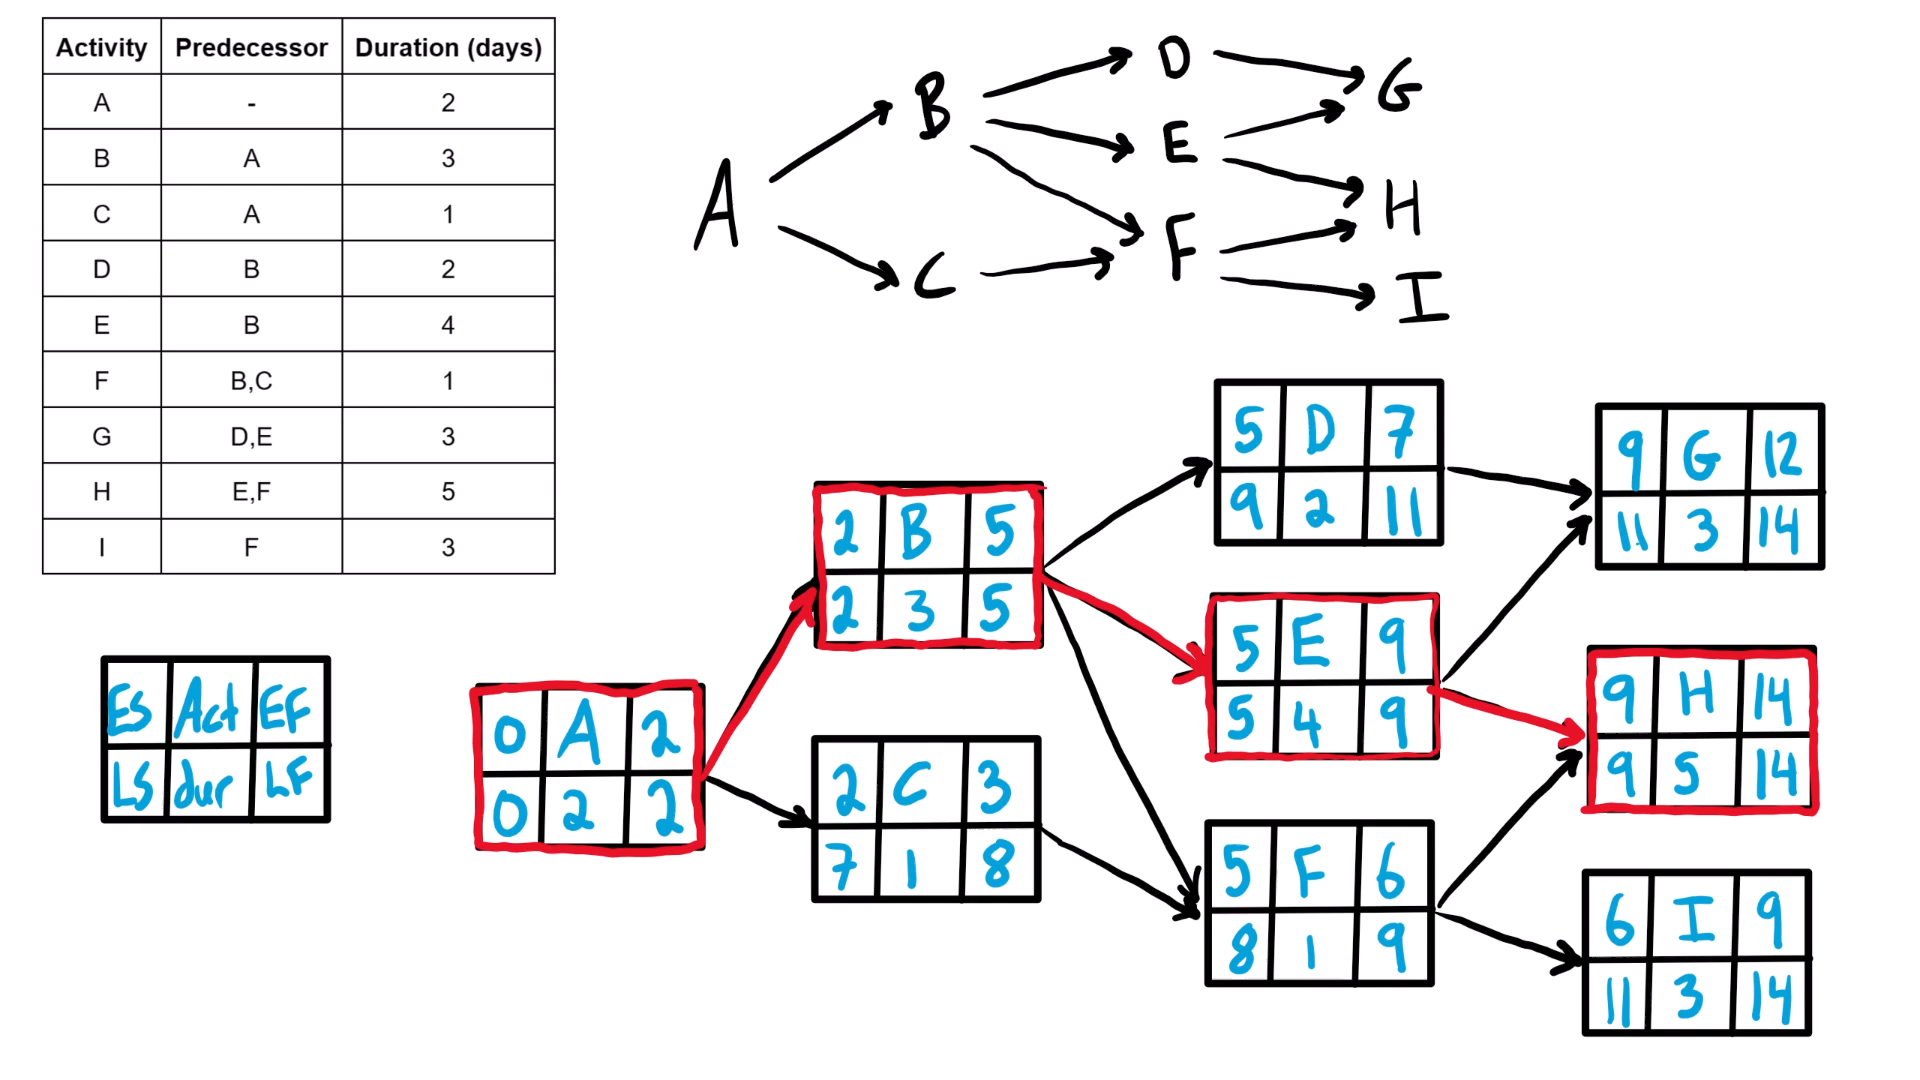 Activity Predecessor Duration (days)
A - 2
B A 3
C A 1
D B 2
E B 4
F B,C 1
G D,E 3
H E,F 5
I F 3
A
B
C
D
E
F
G
H
I
ES Act EF
LS dur LF
0 A 2
0 2 2
2 B 5
2 3 5
2 C 3
7 1 8
5 D 7
9 2 11
5 E 9
5 4 9
5 F 6
8 1 9
9 G 12
11 3 14
9 H 14
9 5 14
6 I 9
11 3 14